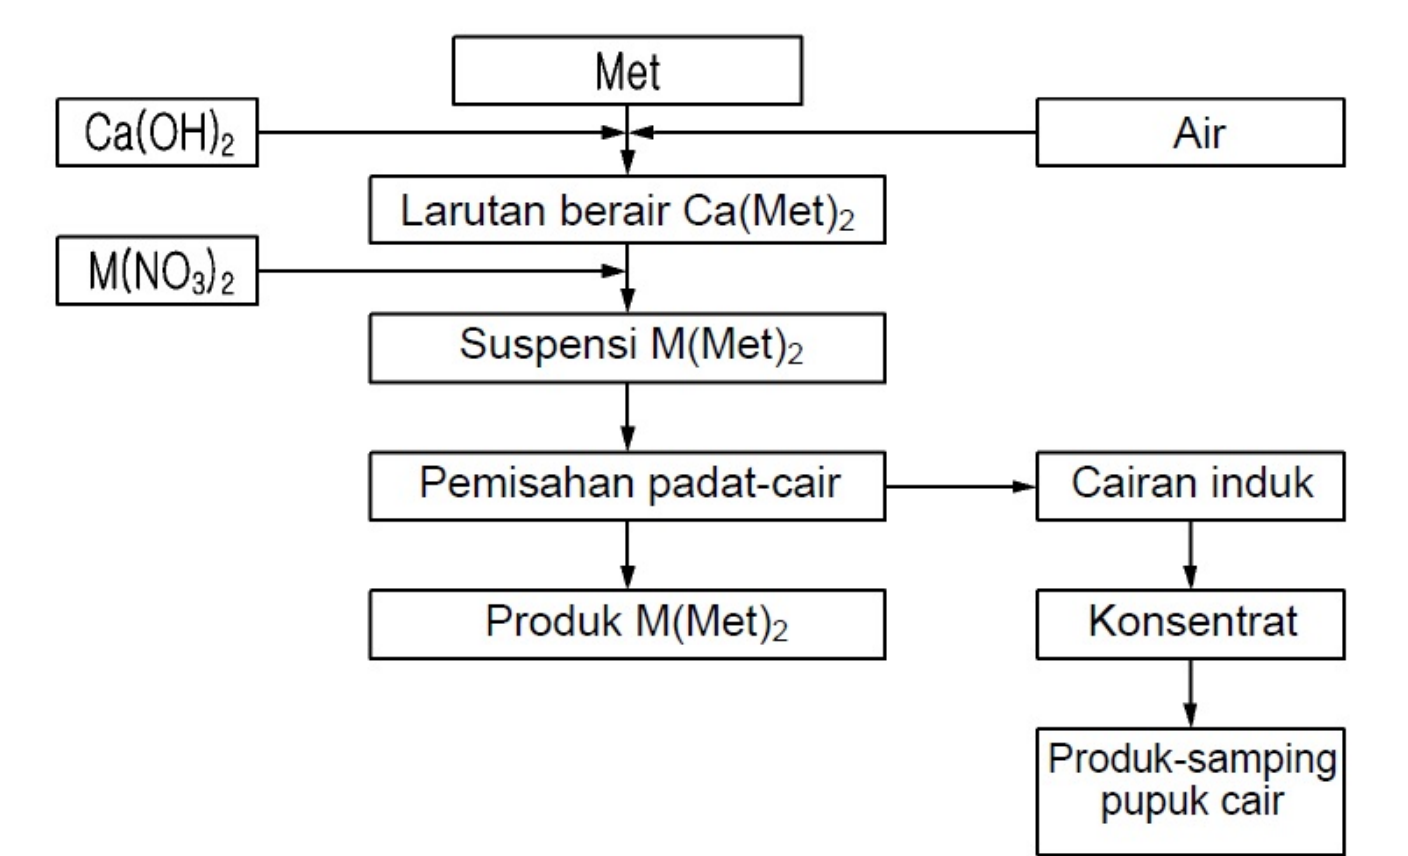 Met
Ca(OH)₂
Air
Larutan berair Ca(Met)₂
M(NO₃)₂
Suspensi M(Met)₂
Pemisahan padat-cair
Cairan induk
Produk M(Met)₂
Konsentrat
Produk-samping
pupuk cair